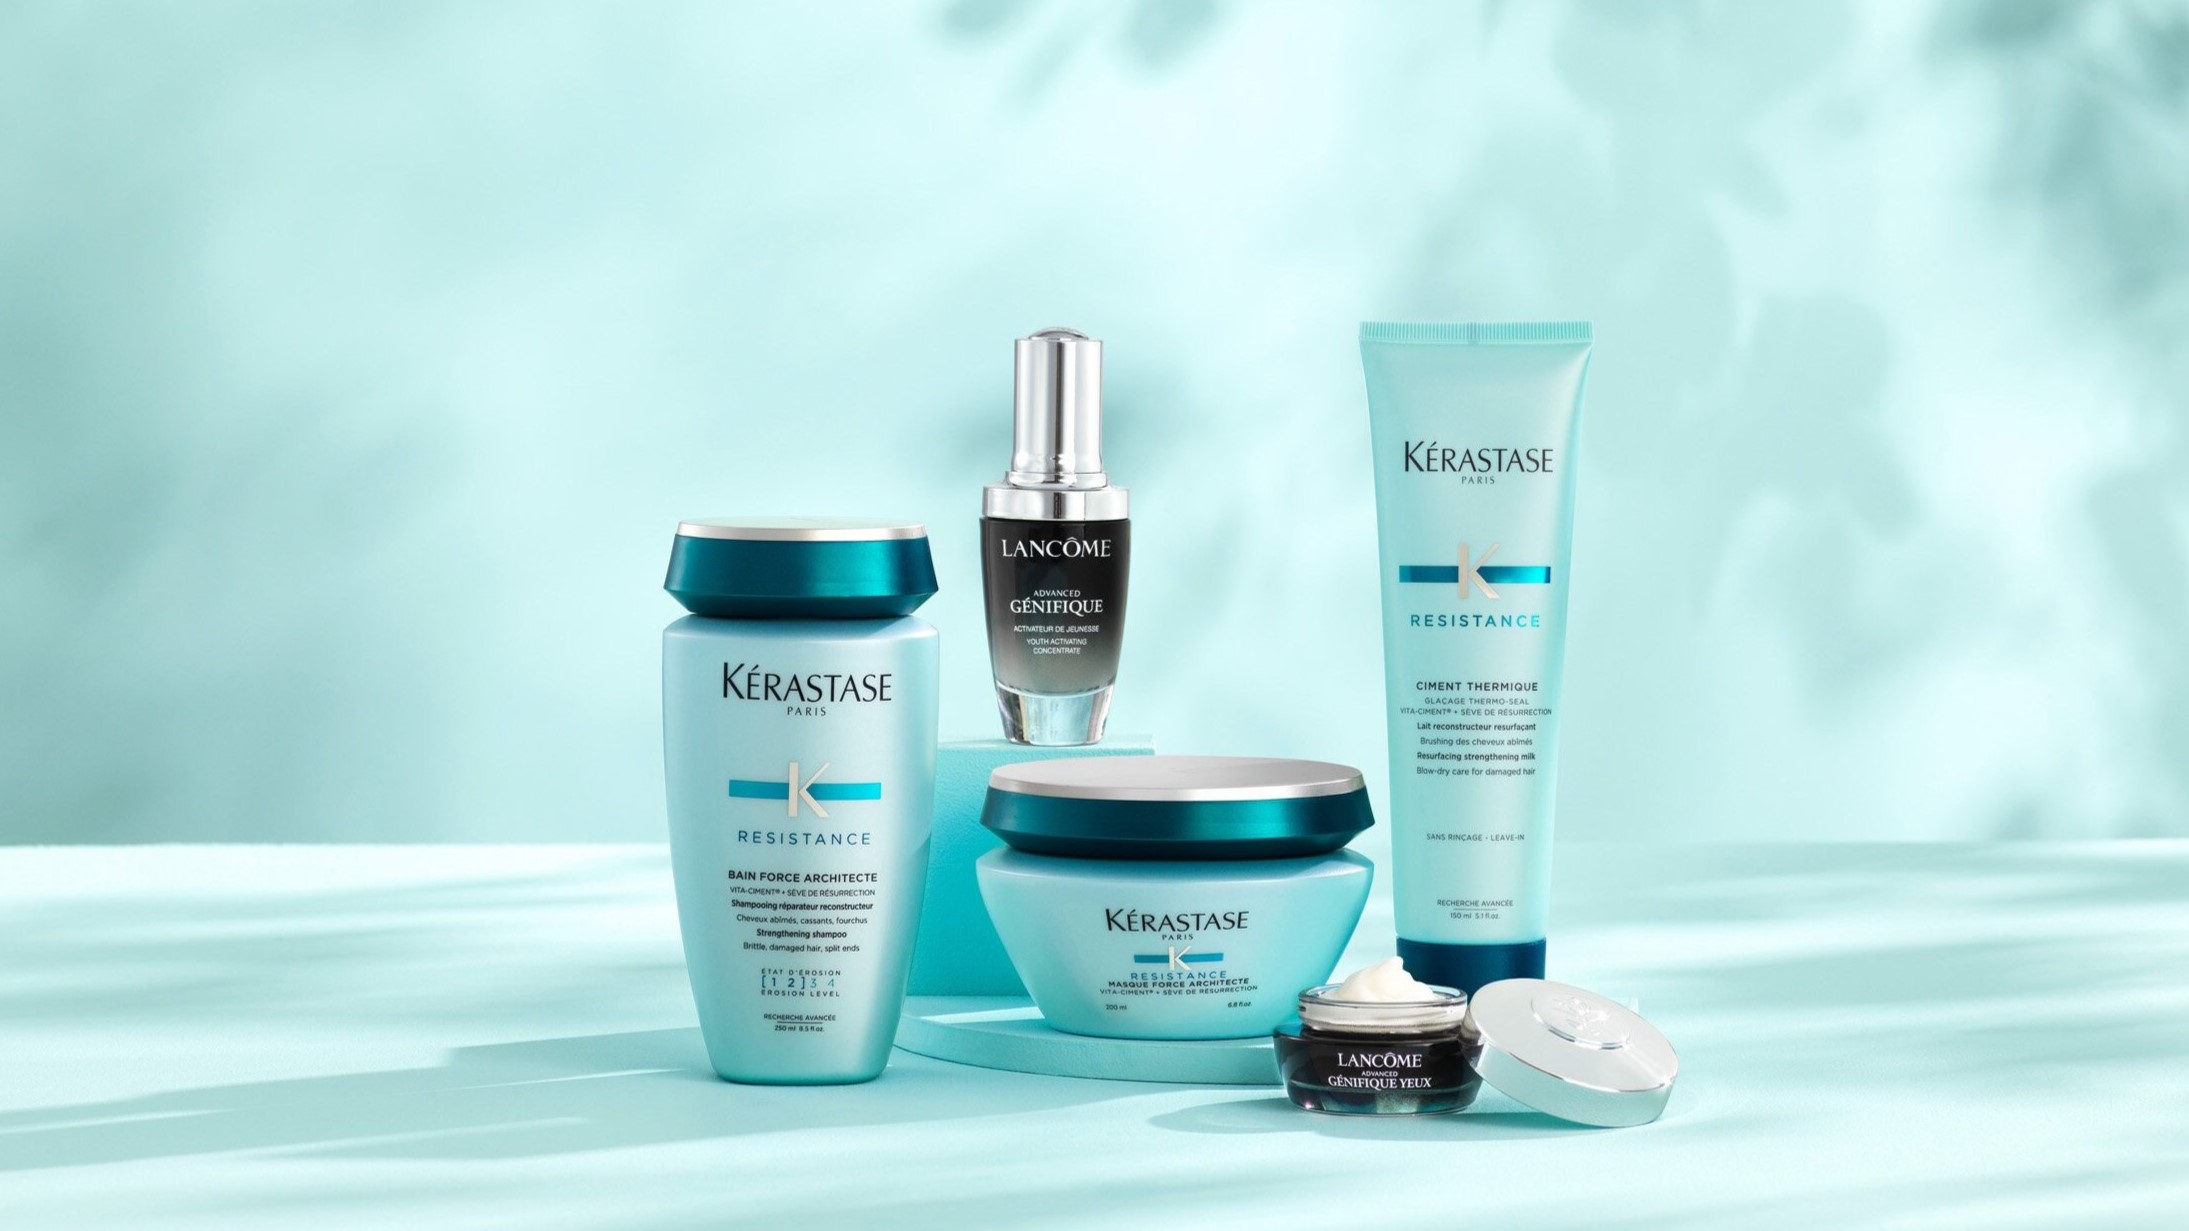 KÉRASTASE
PARIS
K
RESISTANCE
BAIN FORCE ARCHITECTE
VITA-CIMENT® + SÈVE DE RÉSURRECTION
Shampooing réparateur reconstructeur
Cheveux abîmés, cassants, fourchus
Strengthening shampoo
Brittle, damaged hair, split ends
ÉTAT D'ÉROSION
[1 2]3 4
EROSION LEVEL
RECHERCHE AVANCÉE
250 ml 8.5 fl.oz.
LANCÔME
ADVANCED
GÉNIFIQUE
ACTIVATEUR DE JEUNESSE
YOUTH ACTIVATING
CONCENTRATE
KÉRASTASE
PARIS
K
RESISTANCE
MASQUE FORCE ARCHITECTE
VITA-CIMENT® + SÈVE DE RÉSURRECTION
200 ml 6.8 fl.oz.
KÉRASTASE
PARIS
K
RESISTANCE
CIMENT THERMIQUE
GLAÇAGE THERMO-SEAL
VITA-CIMENT® + SÈVE DE RÉSURRECTION
Lait reconstructeur resurfaçant
Brushing des cheveux abîmés
Resurfacing strengthening milk
Blow-dry care for damaged hair
SANS RINÇAGE - LEAVE-IN
RECHERCHE AVANCÉE
150 ml 5.1 fl.oz.
LANCÔME
ADVANCED
GÉNIFIQUE YEUX